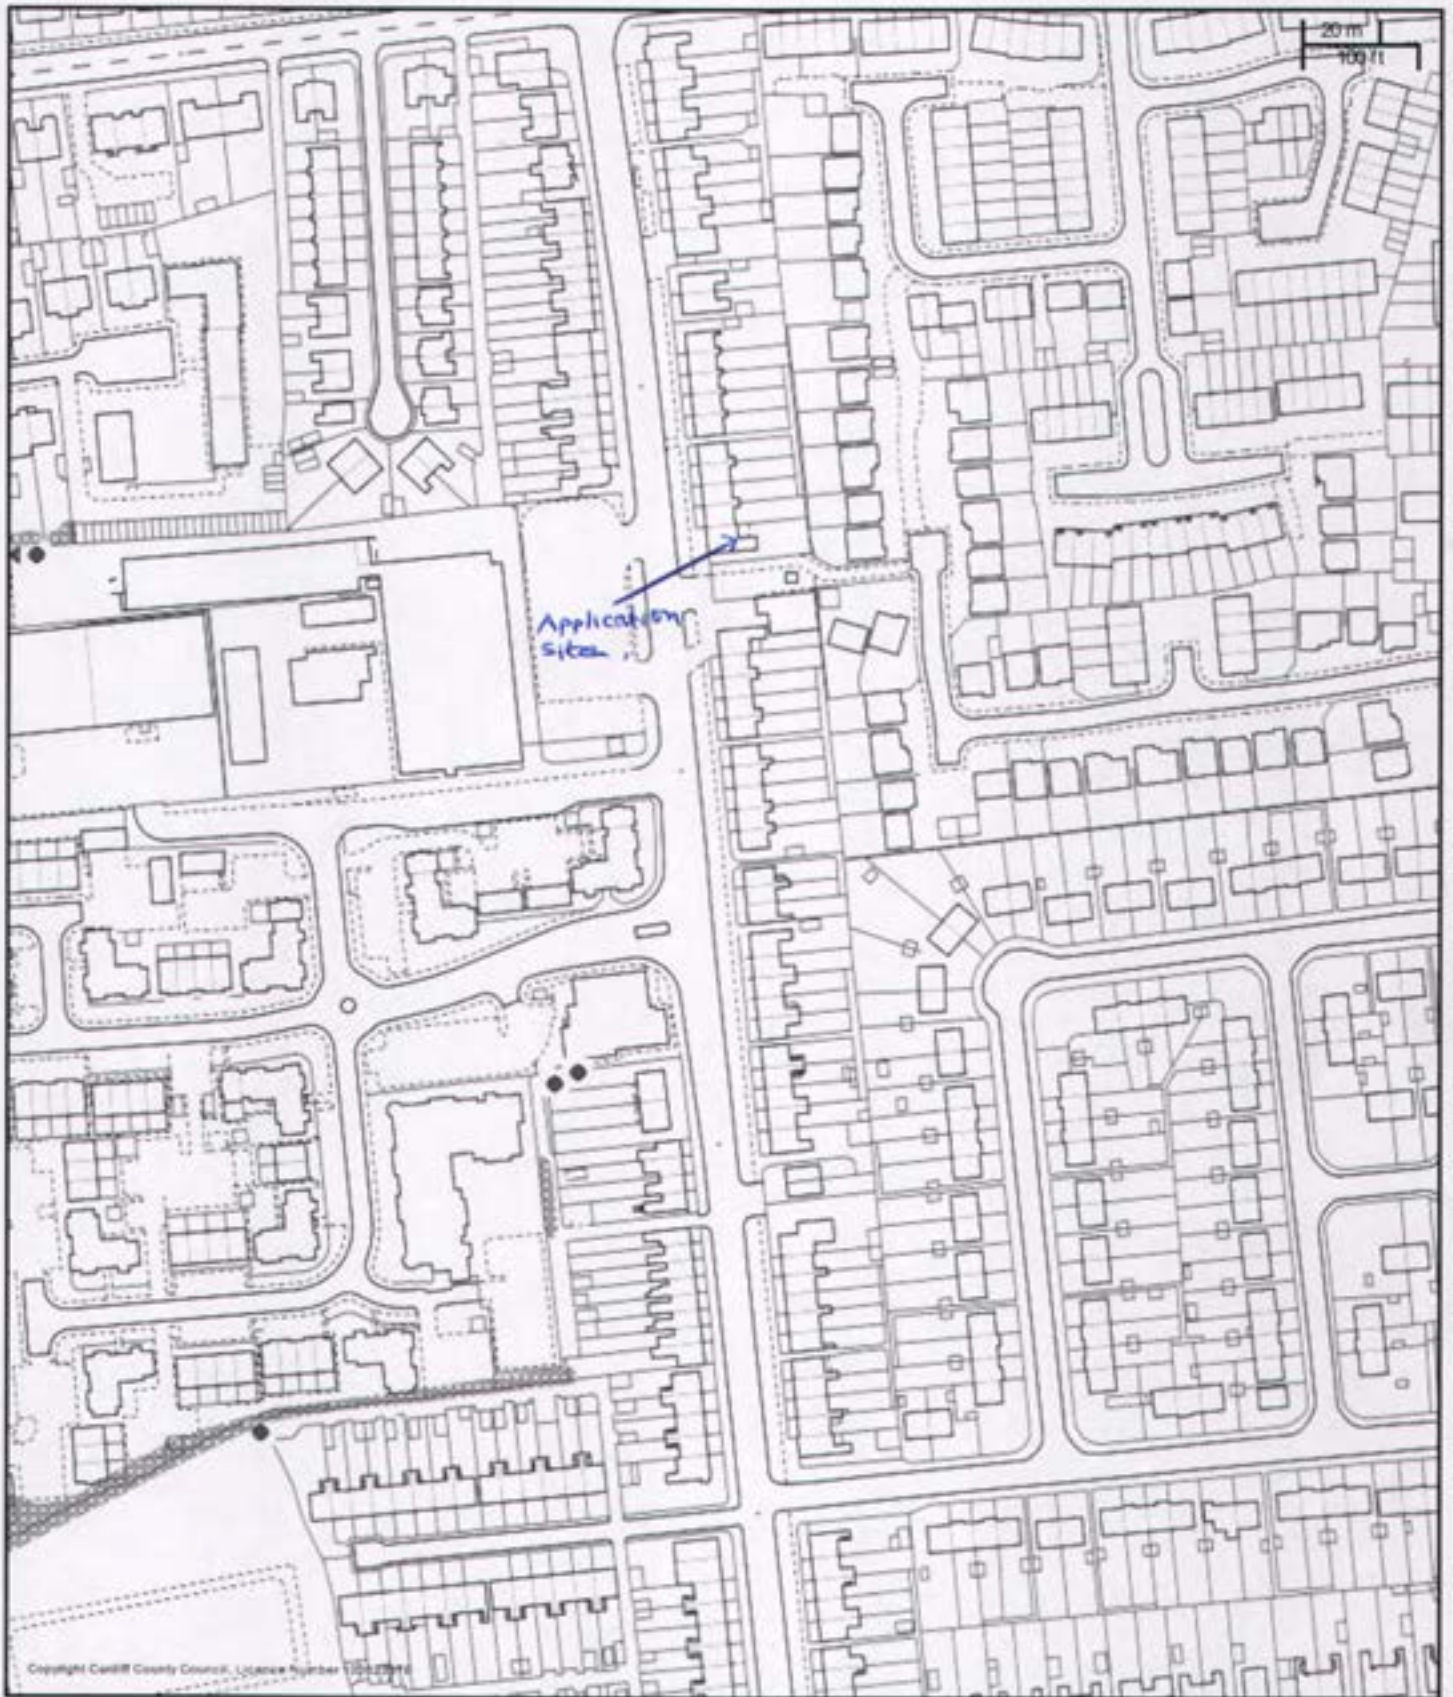 20 m
100 ft
Application
site
Copyright Cardiff County Council, Licence Number